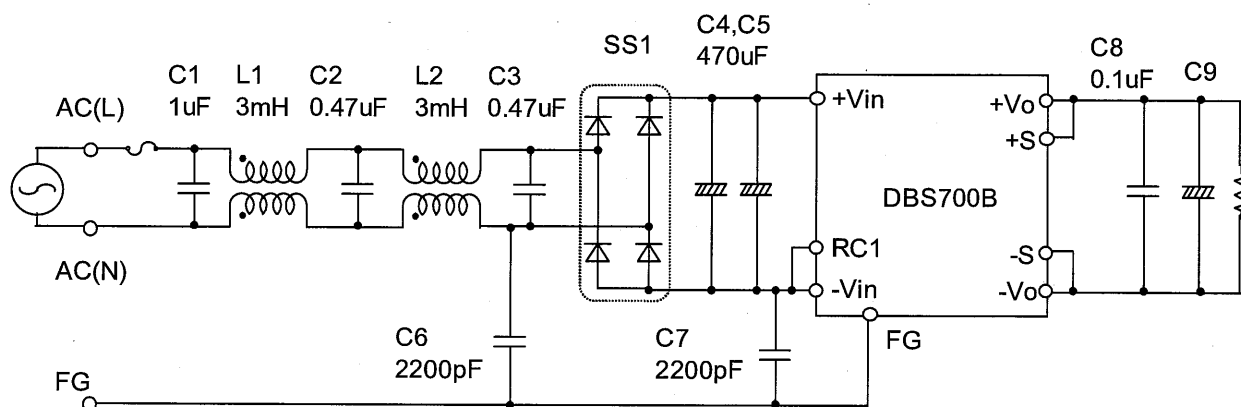 SS1
C4,C5
470uF
C1
1uF
L1
3mH
C2
0.47uF
L2
3mH
C3
0.47uF
C8
0.1uF
C9
AC(L)
AC(N)
+Vin
RC1
-Vin
DBS700B
+Vo
+S
-S
-Vo
FG
C6
2200pF
C7
2200pF
FG